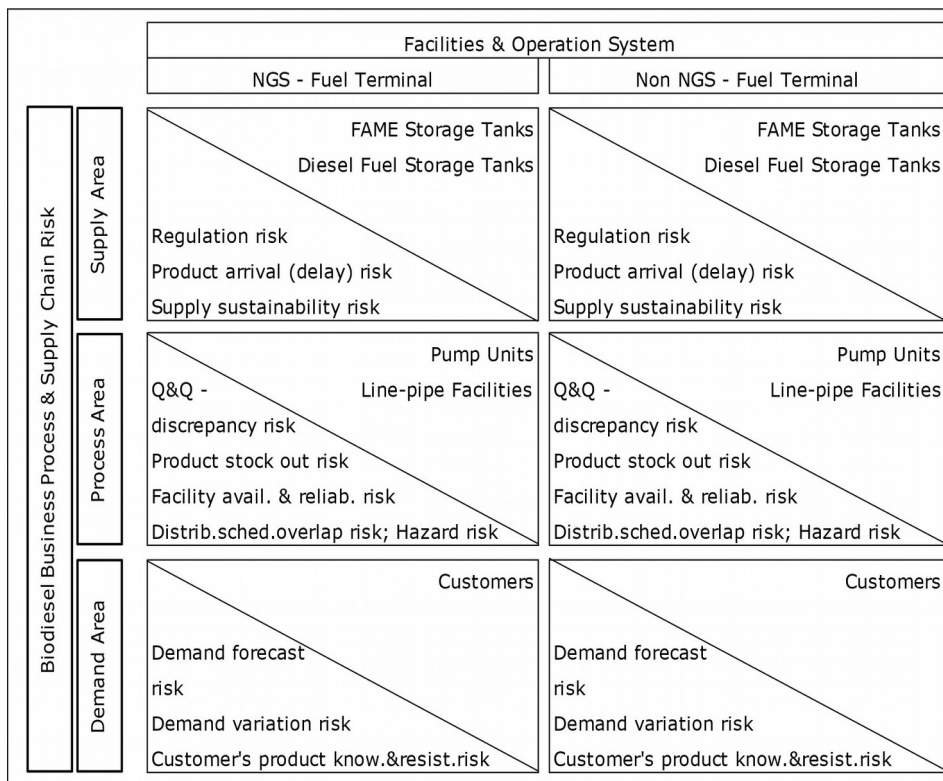 Facilities & Operation System
NGS - Fuel Terminal
Non NGS - Fuel Terminal
Biodiesel Business Process & Supply Chain Risk
Supply Area
FAME Storage Tanks
Diesel Fuel Storage Tanks
Regulation risk
Product arrival (delay) risk
Supply sustainability risk
FAME Storage Tanks
Diesel Fuel Storage Tanks
Regulation risk
Product arrival (delay) risk
Supply sustainability risk
Process Area
Pump Units
Line-pipe Facilities
Q&Q -
discrepancy risk
Product stock out risk
Facility avail. & reliab. risk
Distrib.sched.overlap risk; Hazard risk
Pump Units
Line-pipe Facilities
Q&Q -
discrepancy risk
Product stock out risk
Facility avail. & reliab. risk
Distrib.sched.overlap risk; Hazard risk
Demand Area
Customers
Demand forecast
risk
Demand variation risk
Customer's product know.&resist.risk
Customers
Demand forecast
risk
Demand variation risk
Customer's product know.&resist.risk